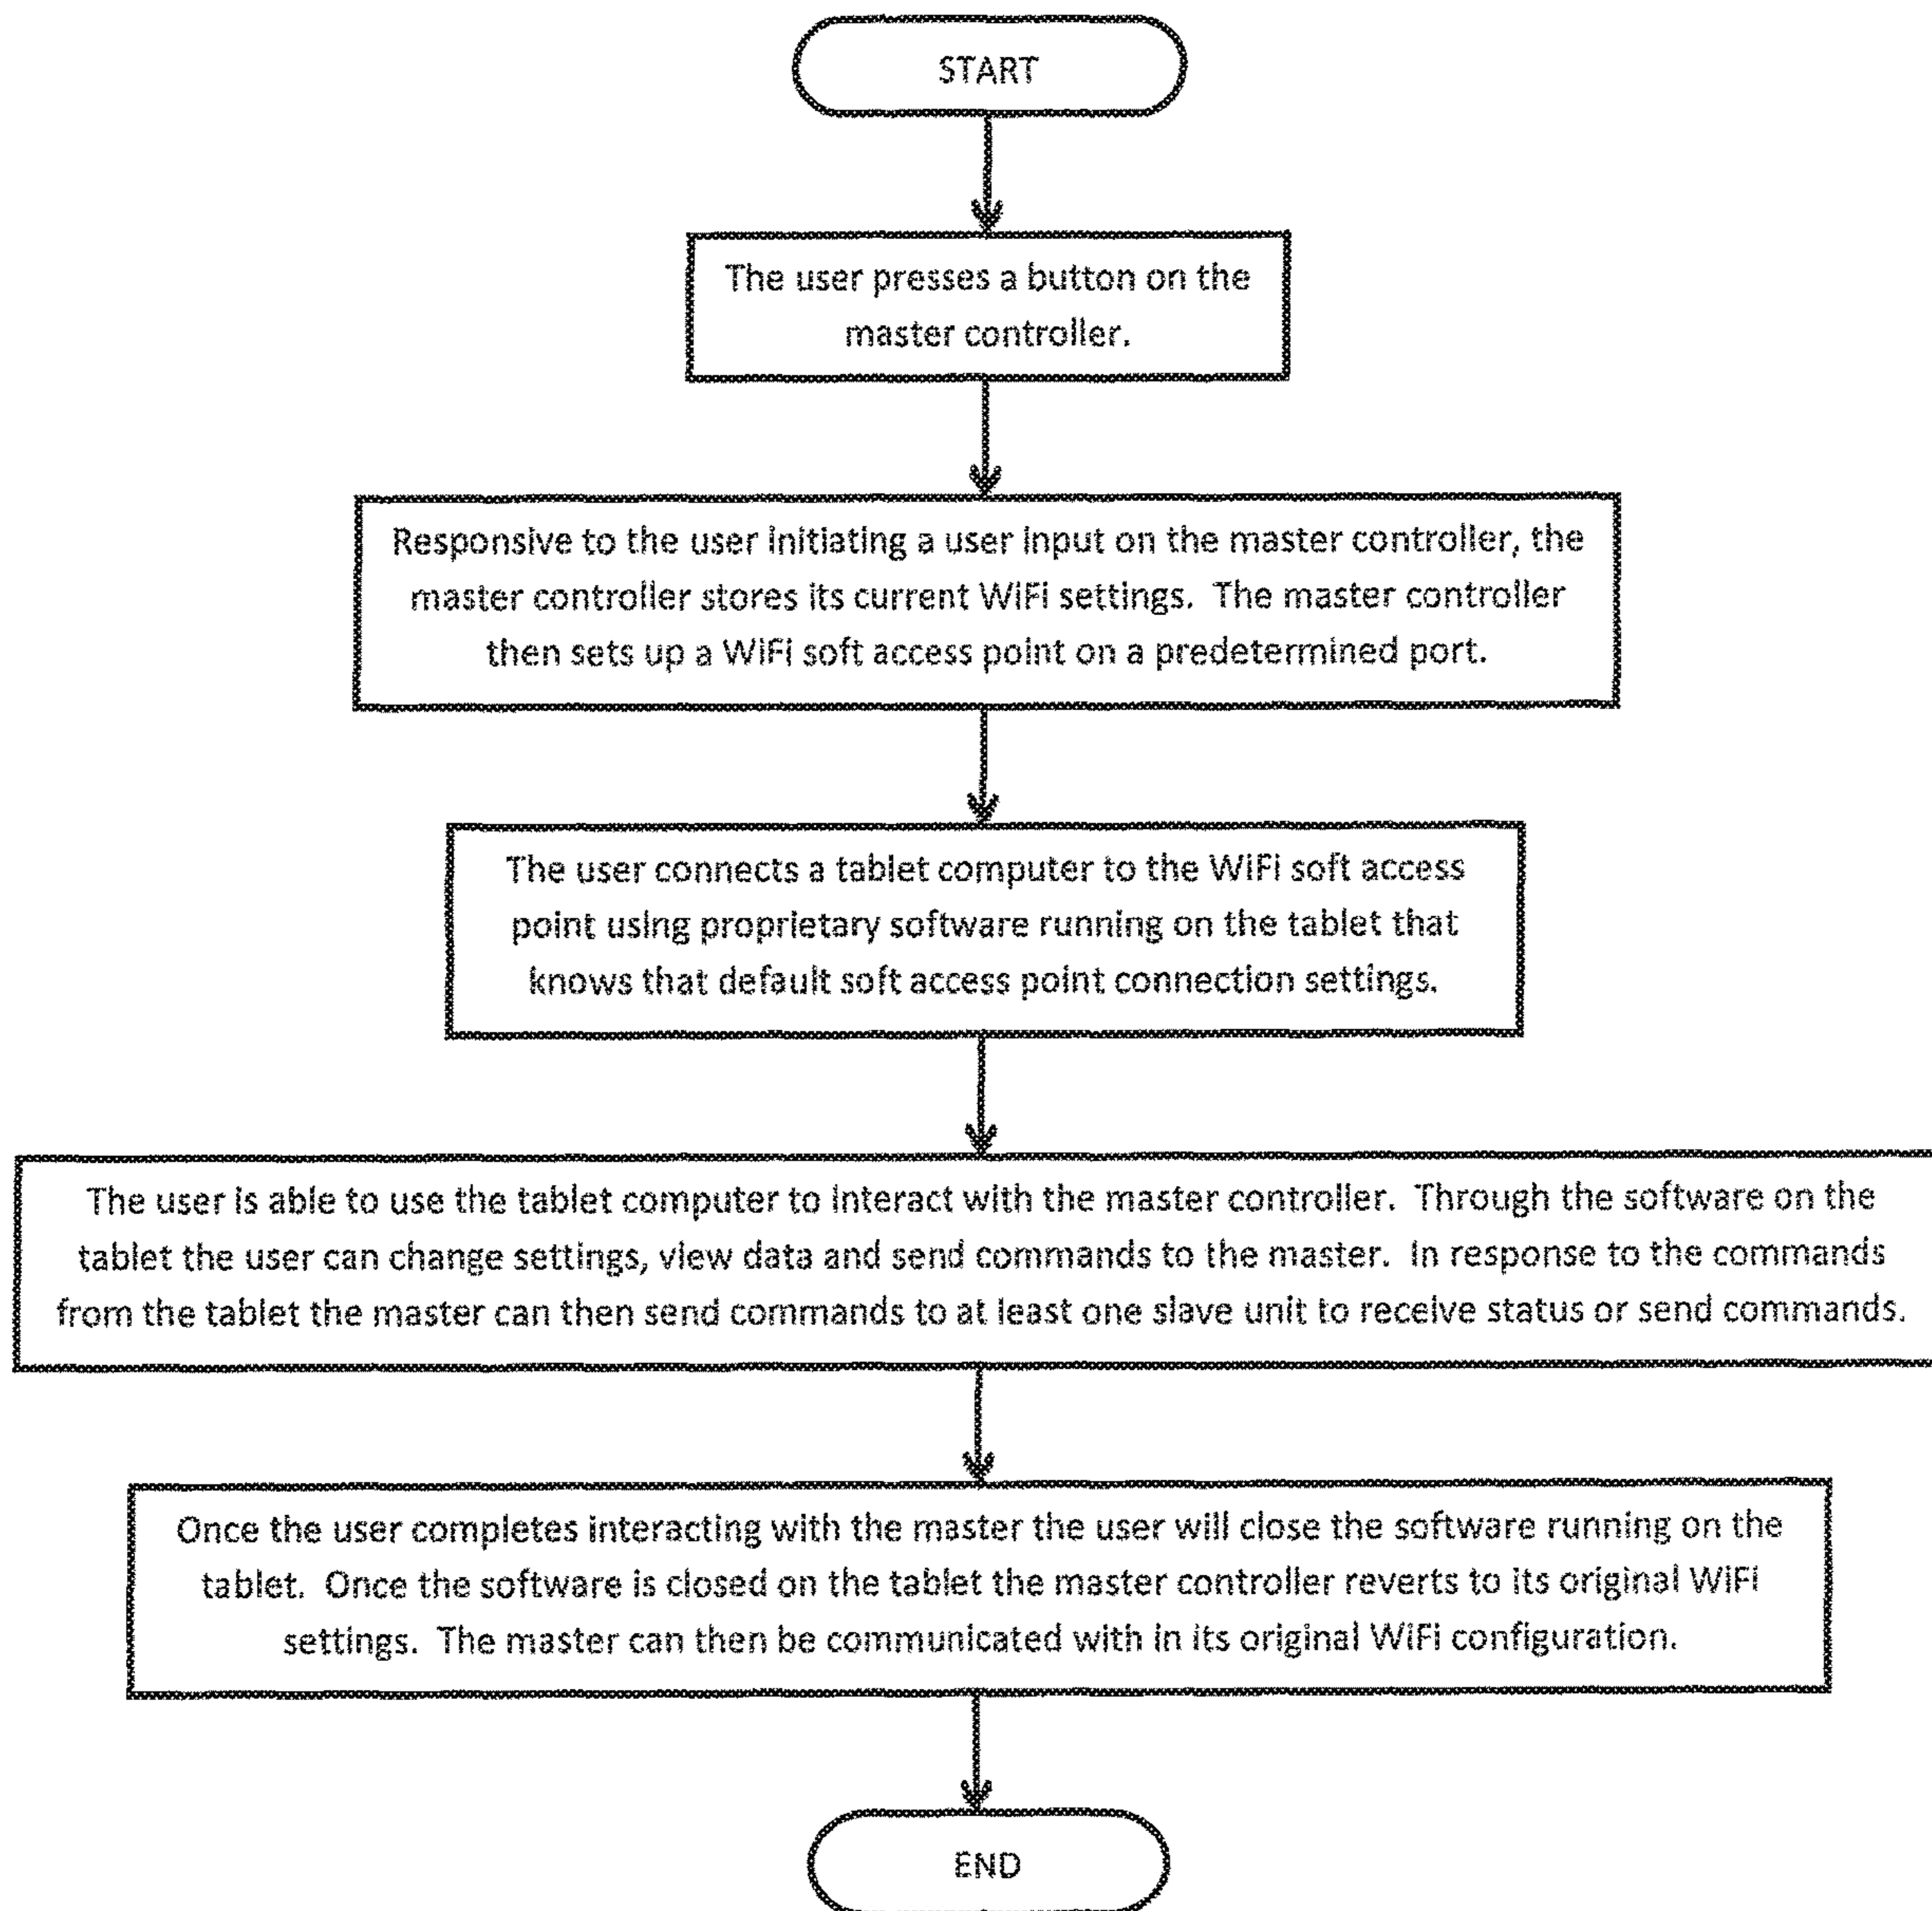 START
The user presses a button on the
master controller.
Responsive to the user initiating a user input on the master controller, the
master controller stores its current WiFi settings.  The master controller
then sets up a WiFi soft access point on a predetermined port.
The user connects a tablet computer to the WiFi soft access
point using proprietary software running on the tablet that
knows that default soft access point connection settings.
The user is able to use the tablet computer to interact with the master controller.  Through the software on the
tablet the user can change settings, view data and send commands to the master.  In response to the commands
from the tablet the master can then send commands to at least one slave unit to receive status or send commands.
Once the user completes interacting with the master the user will close the software running on the
tablet.  Once the software is closed on the tablet the master controller reverts to its original WiFi
settings.  The master can then be communicated with in its original WiFi configuration.
END